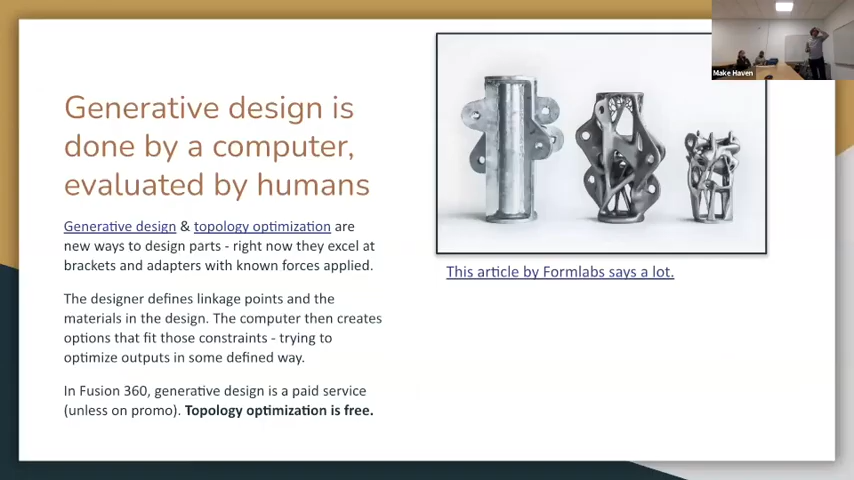 Make Haven
Generative design is
done by a computer,
evaluated by humans
Generative design & topology optimization are
new ways to design parts - right now they excel at
brackets and adapters with known forces applied.
The designer defines linkage points and the
materials in the design. The computer then creates
options that fit those constraints - trying to
optimize outputs in some defined way.
In Fusion 360, generative design is a paid service
(unless on promo). Topology optimization is free.
This article by Formlabs says a lot.